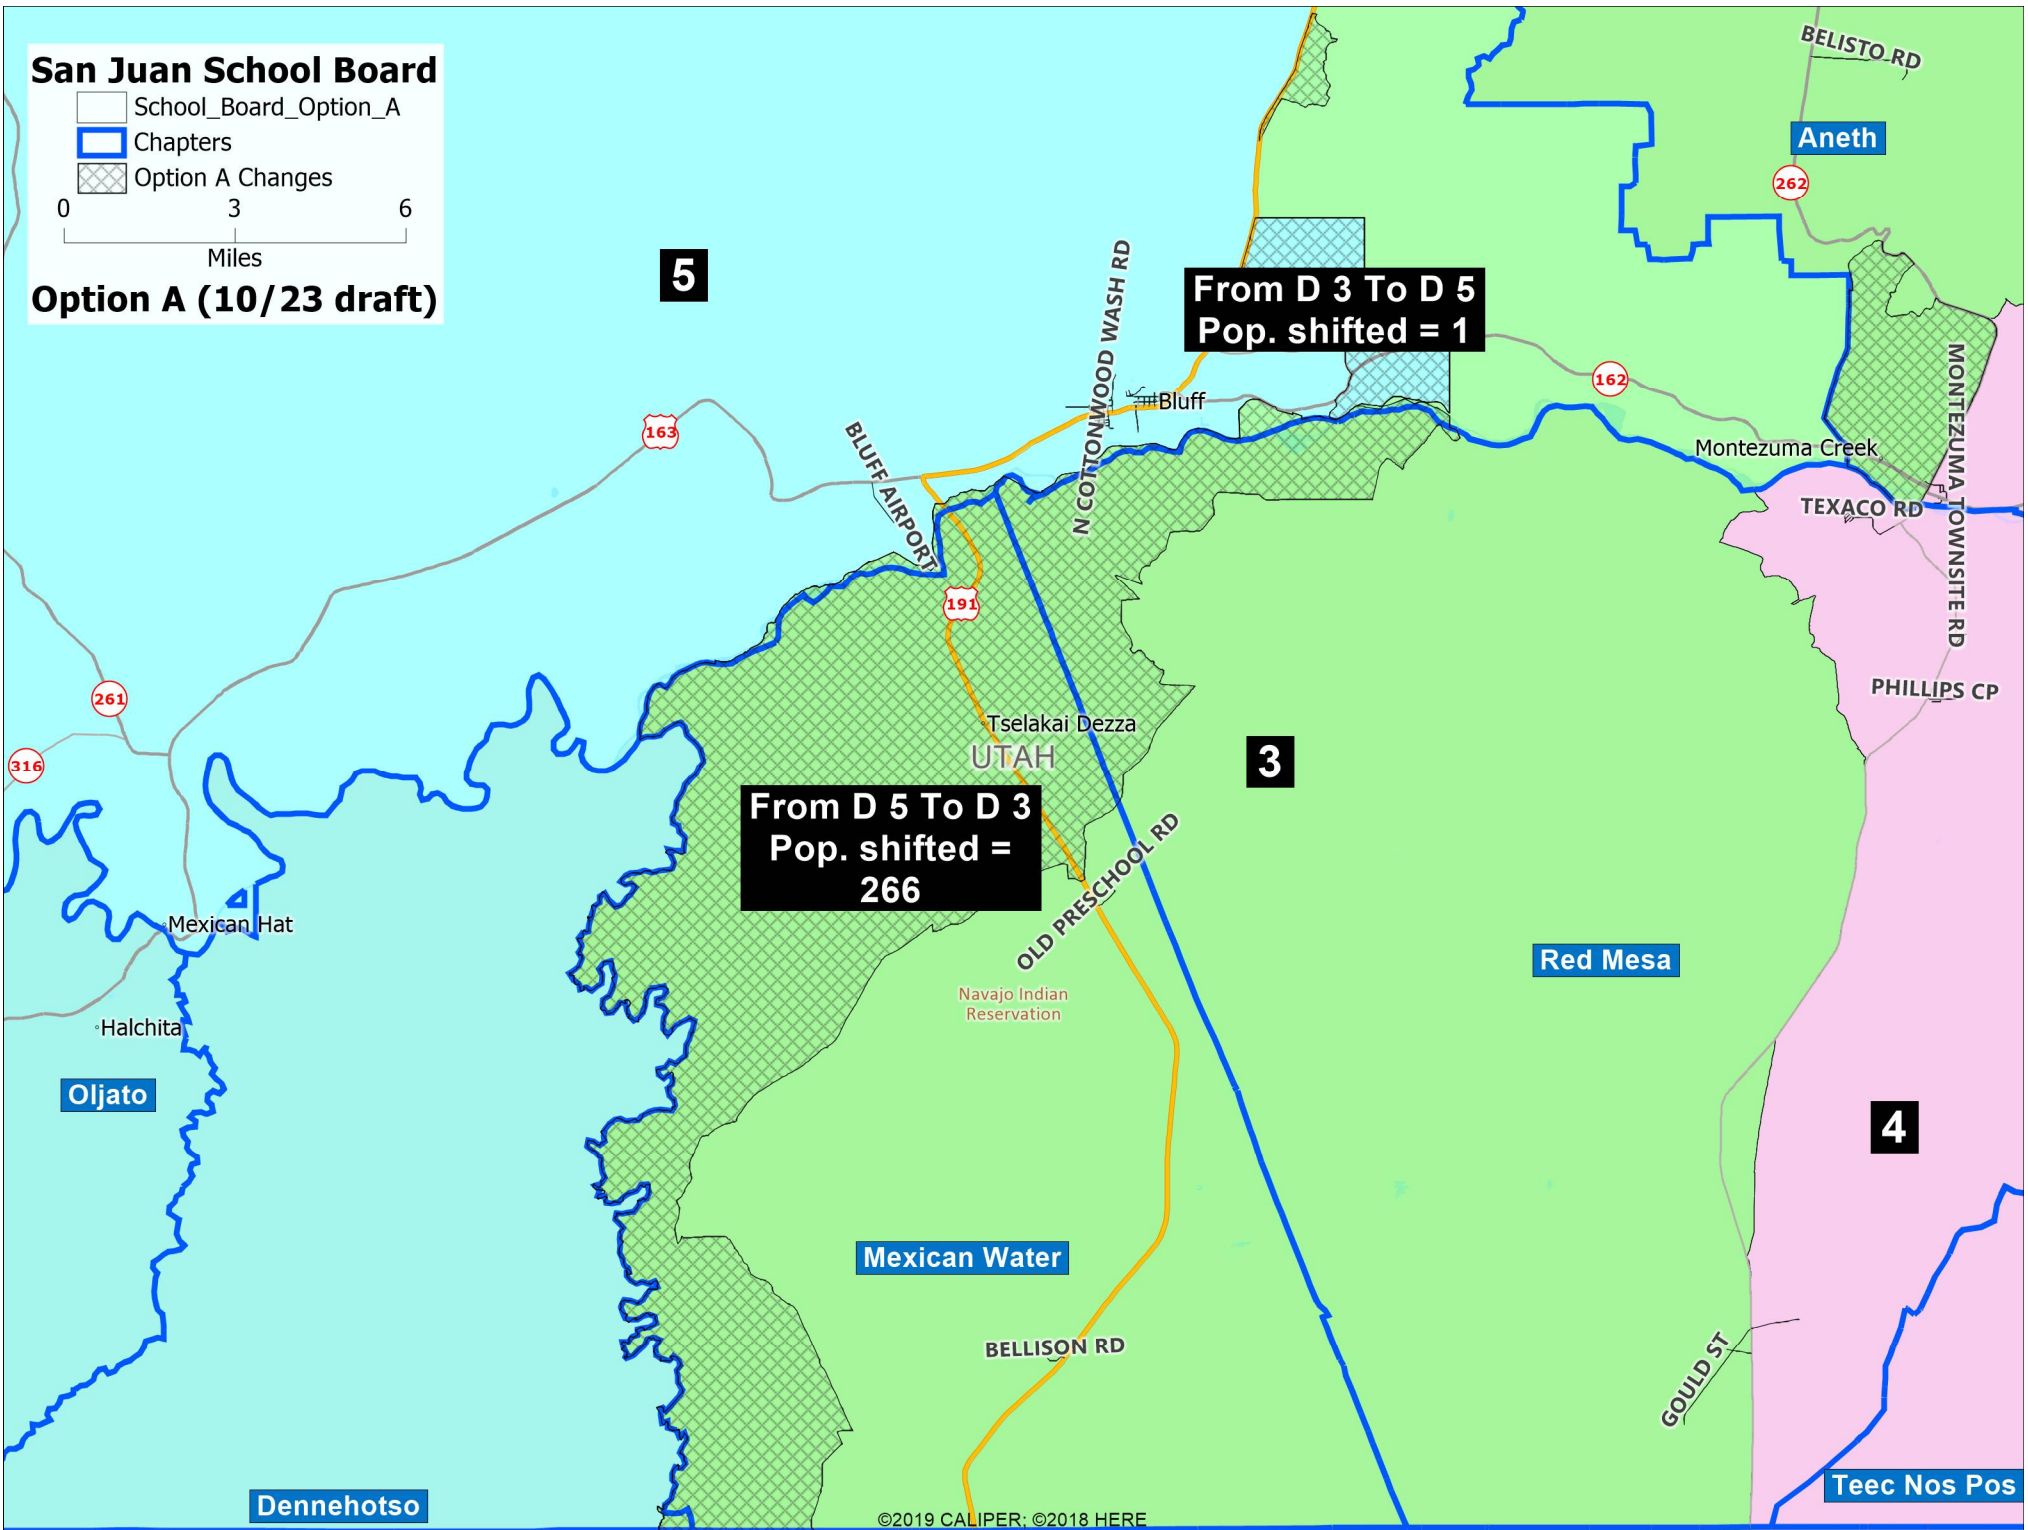 San Juan School Board
School_Board_Option_A
Chapters
Option A Changes
0 3 6
Miles
Option A (10/23 draft)
BELISTO RD
Aneth
262
5
N COTTONWOOD WASH RD
From D 3 To D 5
Pop. shifted = 1
MONTEZUMA TOWNSITE RD
162
Bluff
163
BLUFF AIRPORT
Montezuma Creek
TEXACO RD
191
261
PHILLIPS CP
Tselakai Dezza
UTAH
316
3
From D 5 To D 3
Pop. shifted =
266
OLD PRESCHOOL RD
Mexican Hat
Red Mesa
Navajo Indian
Reservation
Halchita
Oljato
4
Mexican Water
BELLISON RD
GOULD ST
Teec Nos Pos
Dennehotso
©2019 CALIPER; ©2018 HERE